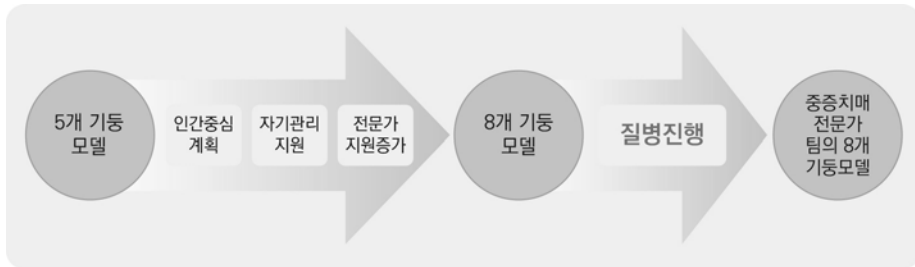 5개 기둥
모델
인간중심
계획
자기관리
지원
전문가
지원증가
8개 기둥
모델
질병진행
중증치매
전문가
팀의 8개
기둥모델